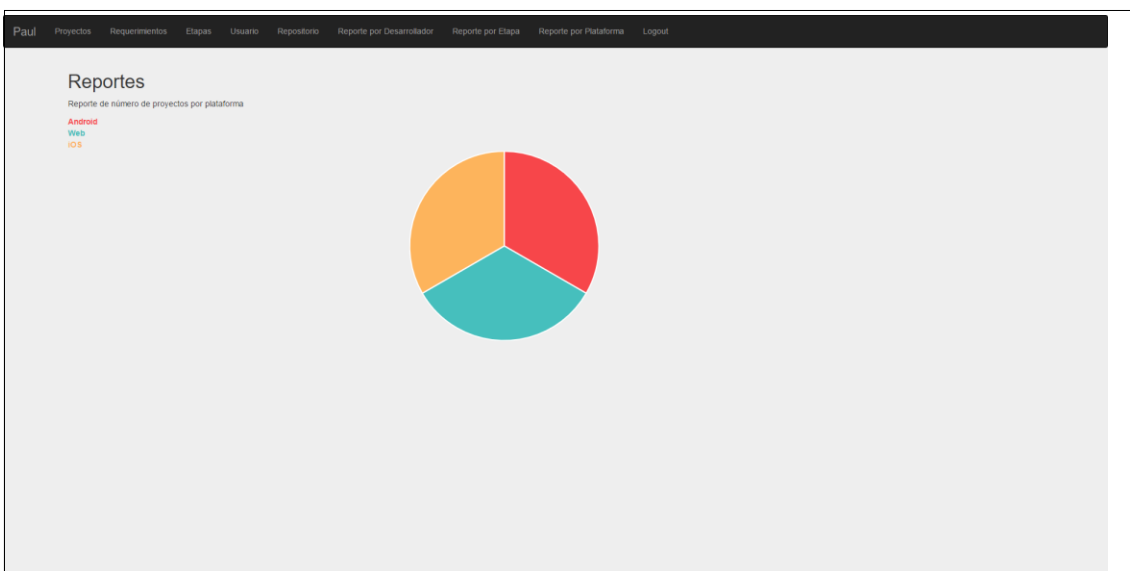 Paul Proyectos Requerimientos Etapas Usuario Repositorio Reporte por Desarrollador Reporte por Etapa Reporte por Plataforma Logout
Reportes
Reporte de número de proyectos por plataforma
Android
Web
iOS